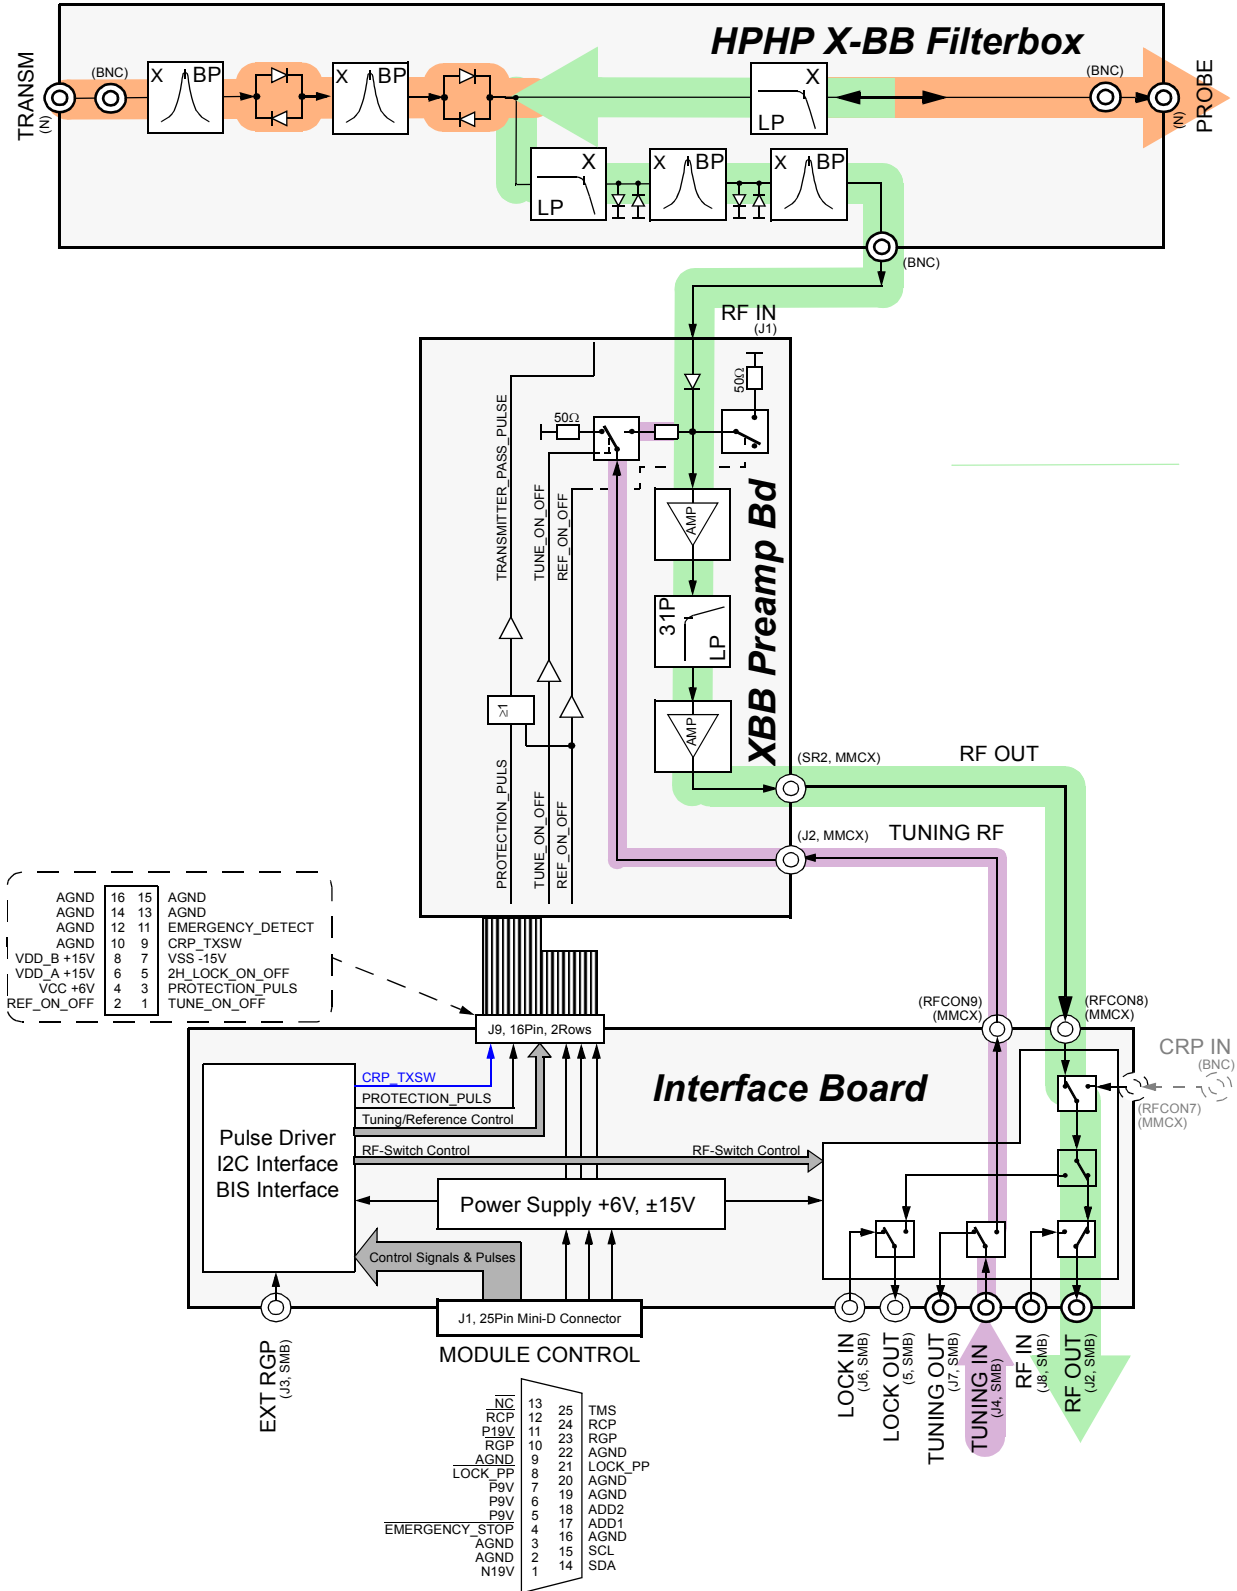 HPHP X-BB Filterbox
TRANSM
(N)
(BNC)
X BP
X BP
X
LP
(BNC)
(N)
PROBE
X
LP
X BP
X BP
(BNC)
RF IN
(J1)
50Ω
50Ω
TRANSMITTER_PASS_PULSE
TUNE_ON_OFF
REF_ON_OFF
AMP
31P
LP
AMP
≥1
XBB Preamp Bd
PROTECTION_PULS
TUNE_ON_OFF
REF_ON_OFF
(SR2, MMCX)
RF OUT
(J2, MMCX)
TUNING RF
AGND 16 15 AGND
AGND 14 13 AGND
AGND 12 11 EMERGENCY_DETECT
AGND 10 9 CRP_TXSW
VDD_B +15V 8 7 VSS -15V
VDD_A +15V 6 5 2H_LOCK_ON_OFF
VCC +6V 4 3 PROTECTION_PULS
REF_ON_OFF 2 1 TUNE_ON_OFF
(RFCON9)
(MMCX)
(RFCON8)
(MMCX)
J9, 16Pin, 2Rows
CRP IN
(BNC)
(RFCON7)
(MMCX)
Interface Board
CRP_TXSW
PROTECTION_PULS
Tuning/Reference Control
RF-Switch Control
RF-Switch Control
Pulse Driver
I2C Interface
BIS Interface
Power Supply +6V, ±15V
Control Signals & Pulses
J1, 25Pin Mini-D Connector
MODULE CONTROL
EXT RGP
(J3, SMB)
LOCK IN
(J6, SMB)
LOCK OUT
(5, SMB)
TUNING OUT
(J7, SMB)
TUNING IN
(J4, SMB)
RF IN
(J8, SMB)
RF OUT
(J2, SMB)
NC 13
25 TMS
RCP 12
24 RCP
P19V 11
23 RGP
RGP 10
22 AGND
AGND 9
21 LOCK_PP
LOCK_PP 8
20 AGND
P9V 7
19 AGND
P9V 6
18 ADD2
P9V 5
17 ADD1
EMERGENCY_STOP 4
16 AGND
AGND 3
15 SCL
AGND 2
14 SDA
N19V 1